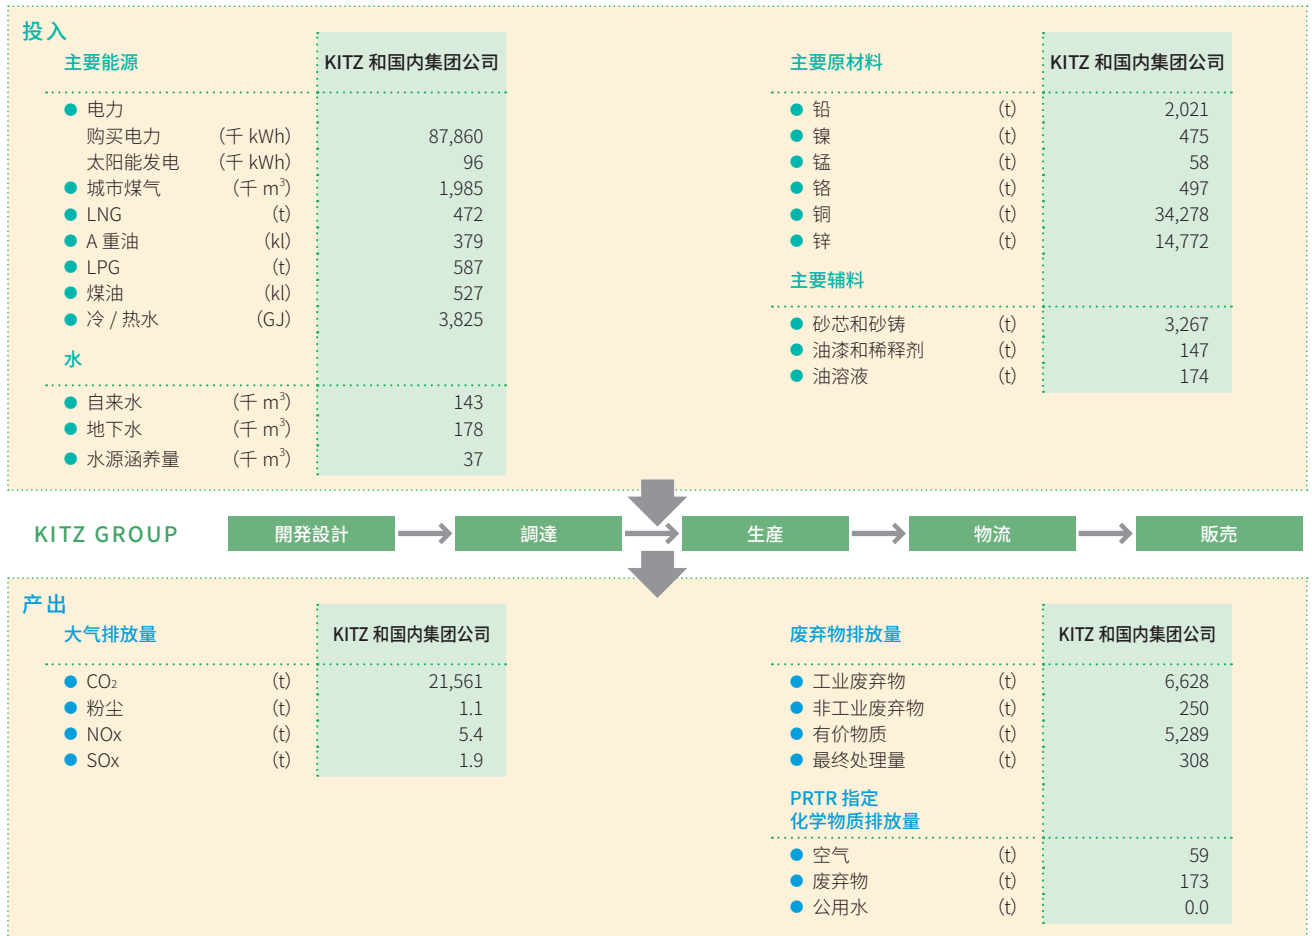 投入
主要能源 KITZ 和国内集团公司
电力
购买电力 (千 kWh) 87,860
太阳能发电 (千 kWh) 96
城市煤气 (千 m³) 1,985
LNG (t) 472
A 重油 (kl) 379
LPG (t) 587
煤油 (kl) 527
冷 / 热水 (GJ) 3,825
水
自来水 (千 m³) 143
地下水 (千 m³) 178
水源涵养量 (千 m³) 37
主要原材料 KITZ 和国内集团公司
铅 (t) 2,021
镍 (t) 475
锰 (t) 58
铬 (t) 497
铜 (t) 34,278
锌 (t) 14,772
主要辅料
砂芯和砂铸 (t) 3,267
油漆和稀释剂 (t) 147
油溶液 (t) 174
KITZ GROUP 開発設計 調達 生産 物流 販売
产出
大气排放量 KITZ 和国内集团公司
CO₂ (t) 21,561
粉尘 (t) 1.1
NOx (t) 5.4
SOx (t) 1.9
废弃物排放量 KITZ 和国内集团公司
工业废弃物 (t) 6,628
非工业废弃物 (t) 250
有价物质 (t) 5,289
最终处理量 (t) 308
PRTR 指定
化学物质排放量
空气 (t) 59
废弃物 (t) 173
公用水 (t) 0.0